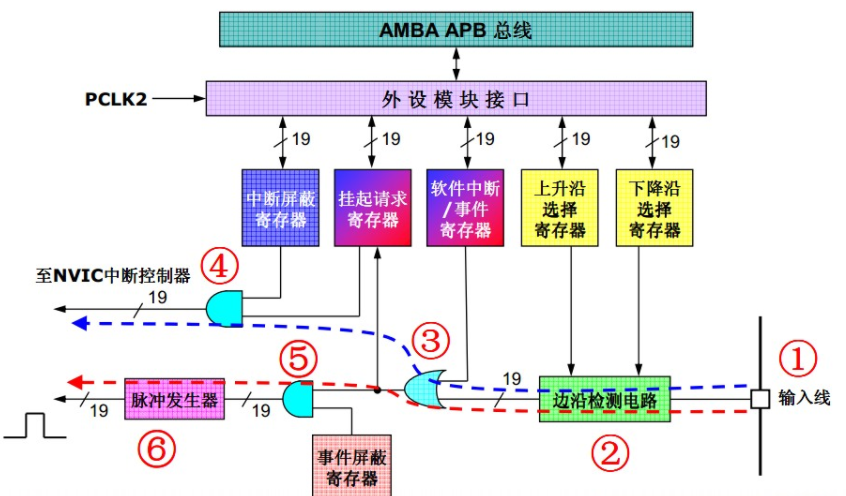 AMBA APB 总线
PCLK2
外设模块接口
19
19
19
19
19
中断屏蔽
寄存器
挂起请求
寄存器
软件中断
/事件
寄存器
上升沿
选择
寄存器
下降沿
选择
寄存器
至NVIC中断控制器
④
19
③
①
⑤
19
输入线
脉冲发生器
边沿检测电路
19
19
⑥
②
事件屏蔽
寄存器